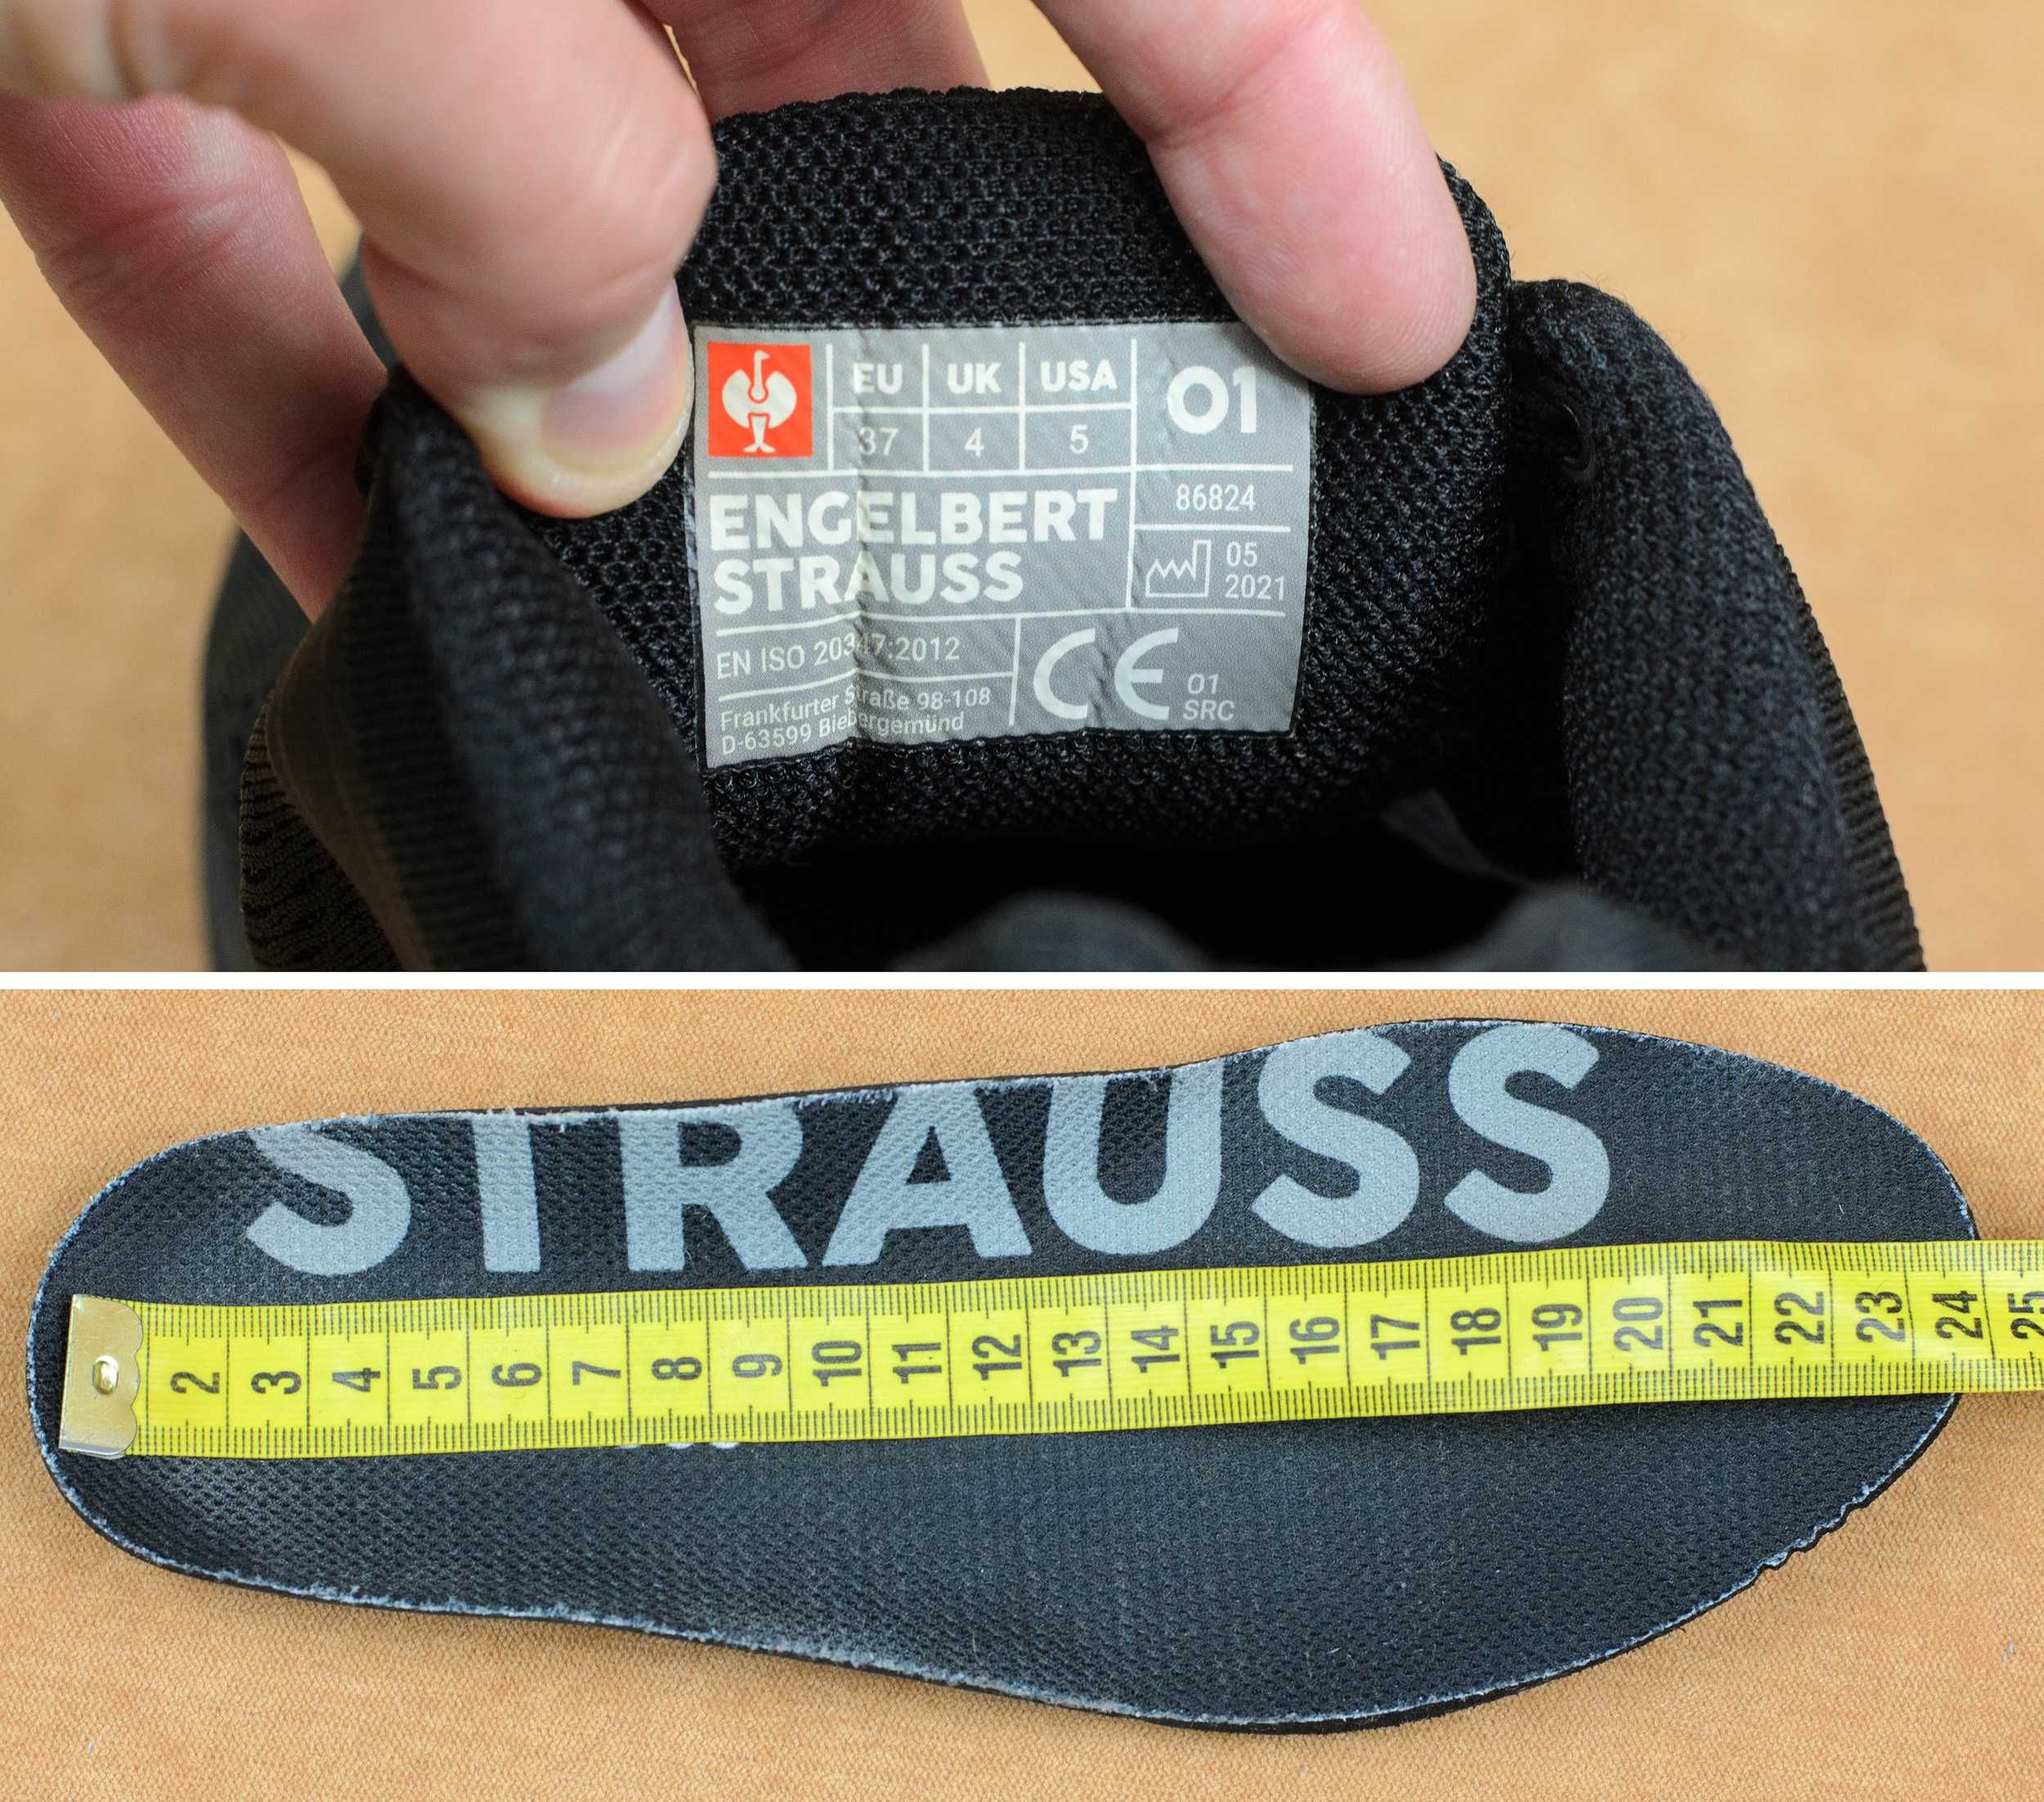 EU UK USA O1
37 4 5
ENGELBERT
STRAUSS
86824
05
2021
EN ISO 20347:2012
Frankfurter Straße 98-108
D-63599 Biebergemünd
CE O1
SRC
STRAUSS
2 3 4 5 6 7 8 9 10 11 12 13 14 15 16 17 18 19 20 21 22 23 24 25